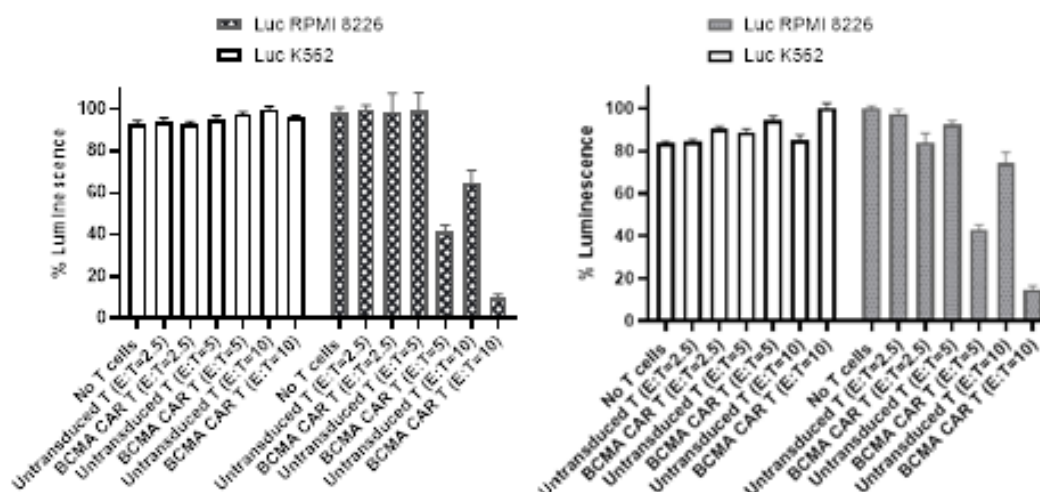 Luc RPMI 8226
Luc K562
% Luminescence
100
80
60
40
20
0
No T cells
Untransduced T (E:T=2.5)
BCMA CAR T (E:T=2.5)
Untransduced T (E:T=5)
BCMA CAR T (E:T=5)
Untransduced T (E:T=10)
BCMA CAR T (E:T=10)
No T cells
Untransduced T (E:T=2.5)
BCMA CAR T (E:T=2.5)
Untransduced T (E:T=5)
BCMA CAR T (E:T=5)
Untransduced T (E:T=10)
BCMA CAR T (E:T=10)
Luc RPMI 8226
Luc K562
% Luminescence
100
80
60
40
20
0
No T cells
Untransduced T (E:T=2.5)
BCMA CAR T (E:T=2.5)
Untransduced T (E:T=5)
BCMA CAR T (E:T=5)
Untransduced T (E:T=10)
BCMA CAR T (E:T=10)
No T cells
Untransduced T (E:T=2.5)
BCMA CAR T (E:T=2.5)
Untransduced T (E:T=5)
BCMA CAR T (E:T=5)
Untransduced T (E:T=10)
BCMA CAR T (E:T=10)